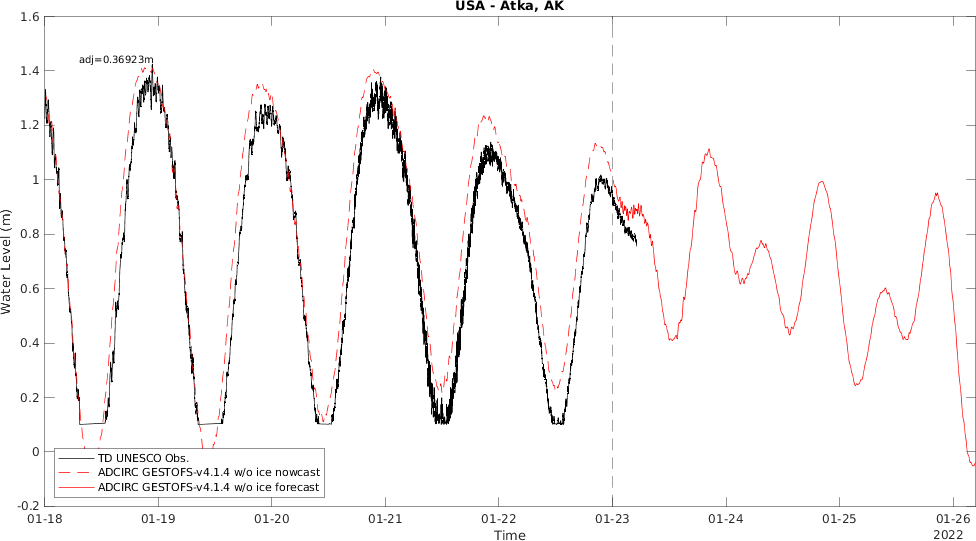 USA - Atka, AK
adj=0.36923m
1.6
1.4
1.2
1
0.8
0.6
0.4
0.2
0
-0.2
Water Level (m)
TD UNESCO Obs.
ADCIRC GESTOFS-v4.1.4 w/o ice nowcast
ADCIRC GESTOFS-v4.1.4 w/o ice forecast
01-18 01-19 01-20 01-21 01-22 01-23 01-24 01-25 01-26
Time 2022